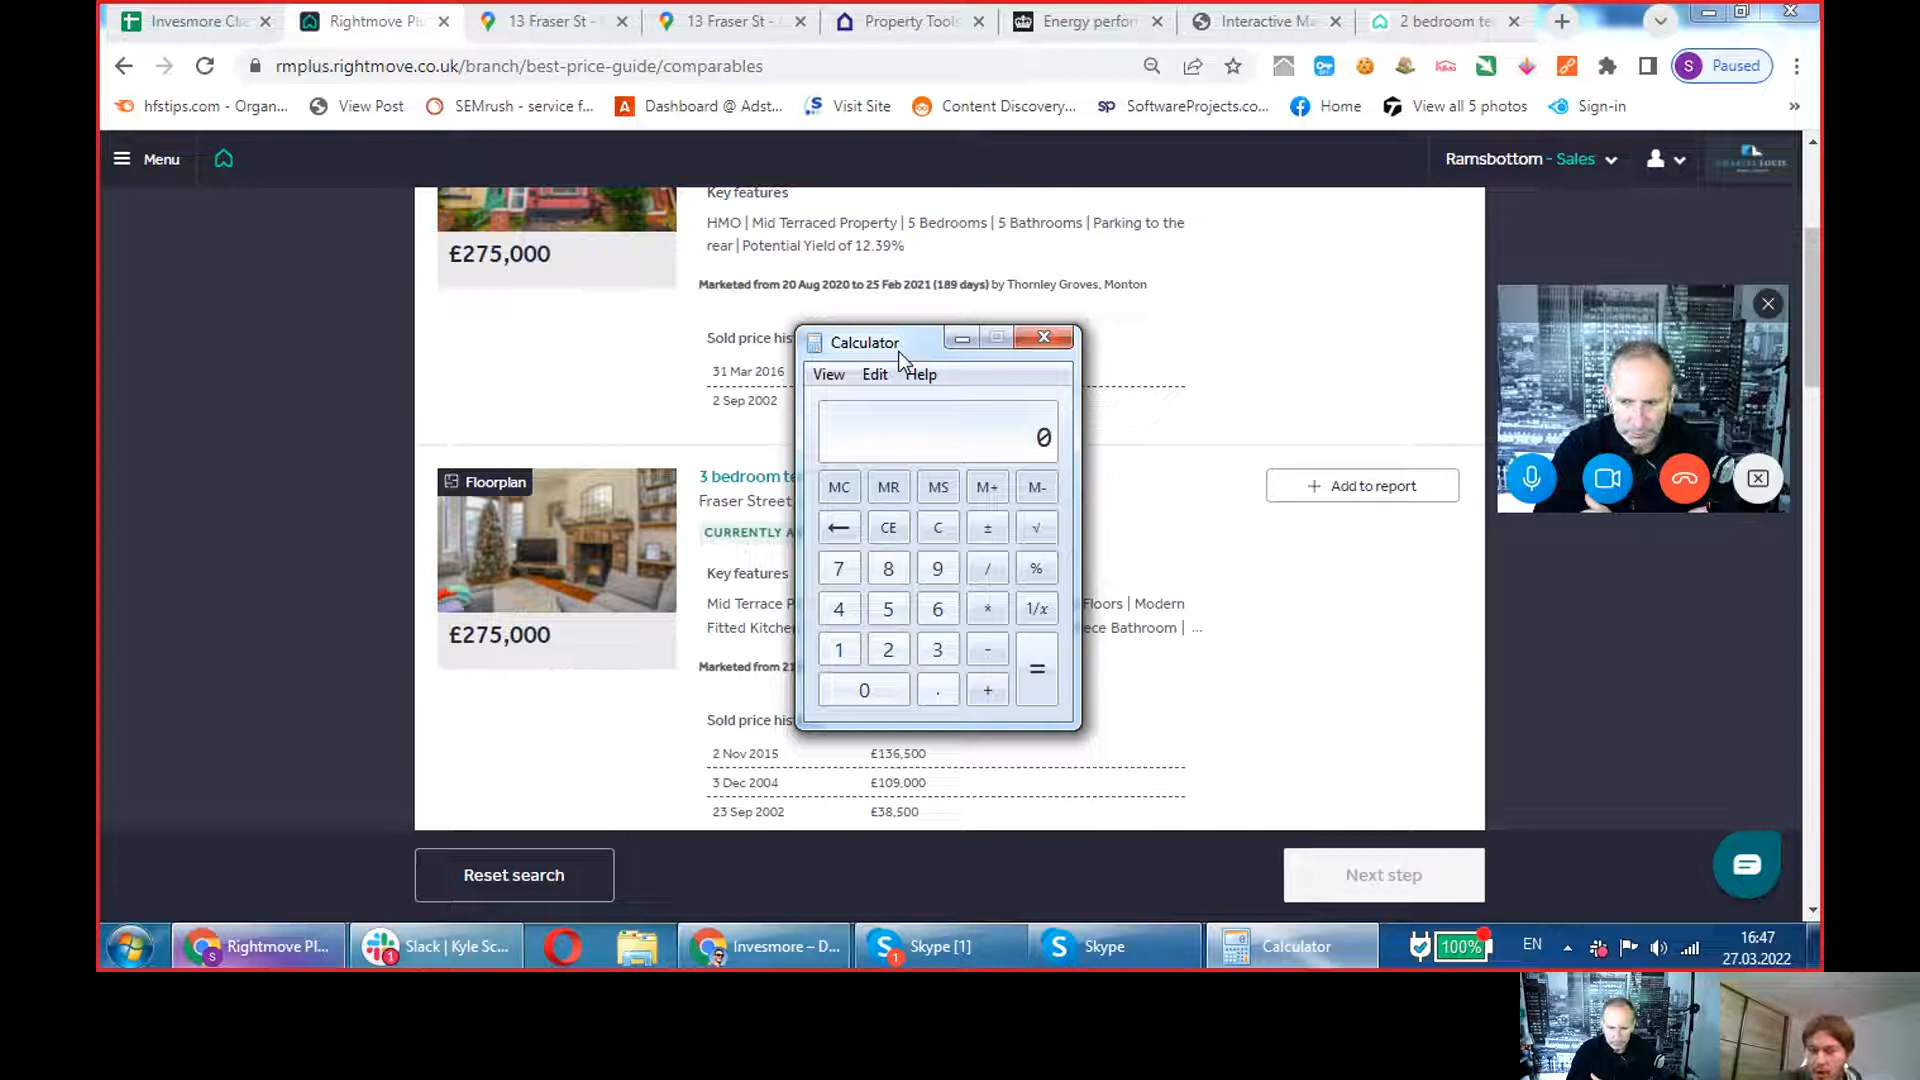 Invesmore Clie
Rightmove Plu
13 Fraser St -
13 Fraser St -
Property Tools
Energy perfor
Interactive Ma
2 bedroom te
rmplus.rightmove.co.uk/branch/best-price-guide/comparables
S Paused
hfstips.com - Organ...
View Post
SEMrush - service f...
Dashboard @ Adst...
Visit Site
Content Discovery...
sp SoftwareProjects.co...
Home
View all 5 photos
Sign-in
»
Menu
Ramsbottom - Sales
Key features
HMO | Mid Terraced Property | 5 Bedrooms | 5 Bathrooms | Parking to the
rear | Potential Yield of 12.39%
£275,000
Marketed from 20 Aug 2020 to 25 Feb 2021 (189 days) by Thornley Groves, Monton
Sold price his
31 Mar 2016
2 Sep 2002
Calculator
View Edit Help
0
MC MR MS M+ M-
← CE C ± √
7 8 9 / %
4 5 6 * 1/x
1 2 3 - =
0 . +
Floorplan
3 bedroom te
Fraser Street
CURRENTLY A
Add to report
Key features
Mid Terrace P
Floors | Modern
Fitted Kitchen
ece Bathroom | ...
£275,000
Marketed from 21
Sold price his
2 Nov 2015 £136,500
3 Dec 2004 £109,000
23 Sep 2002 £38,500
Reset search
Next step
Rightmove Pl...
Slack | Kyle Sc...
Invesmore – D...
Skype [1]
Skype
Calculator
100%
EN
16:47
27.03.2022